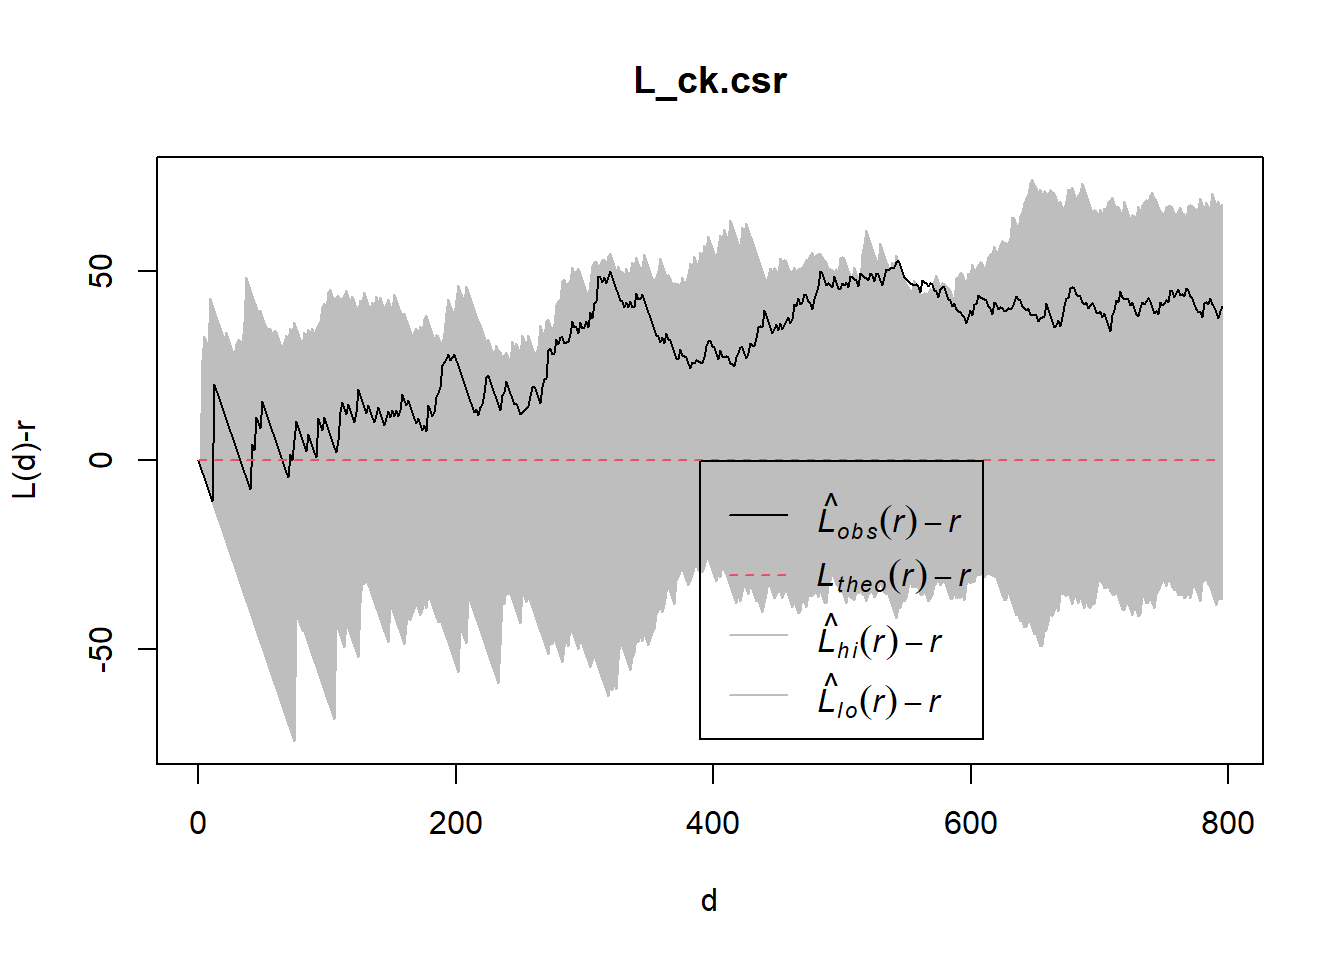 L_ck.csr
L(d)-r
50
0
-50
L̂obs(r) − r
Ltheo(r) − r
L̂hi(r) − r
L̂lo(r) − r
0 200 400 600 800
d